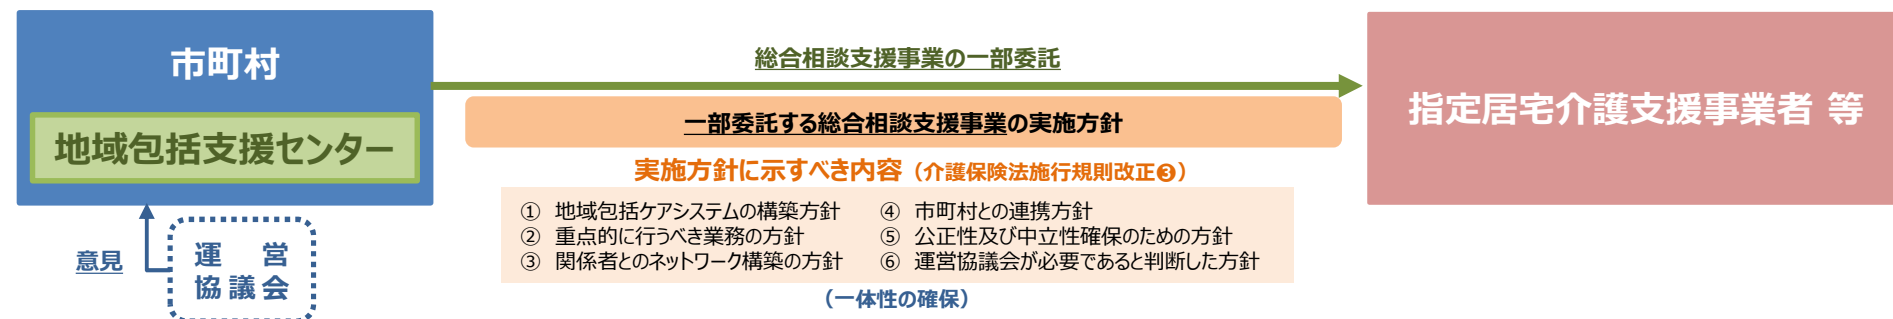 市町村
地域包括支援センター
意見
運 営
協議会
総合相談支援事業の一部委託
一部委託する総合相談支援事業の実施方針
実施方針に示すべき内容（介護保険法施行規則改正❸）
① 地域包括ケアシステムの構築方針
② 重点的に行うべき業務の方針
③ 関係者とのネットワーク構築の方針
④ 市町村との連携方針
⑤ 公正性及び中立性確保のための方針
⑥ 運営協議会が必要であると判断した方針
（一体性の確保）
指定居宅介護支援事業者 等